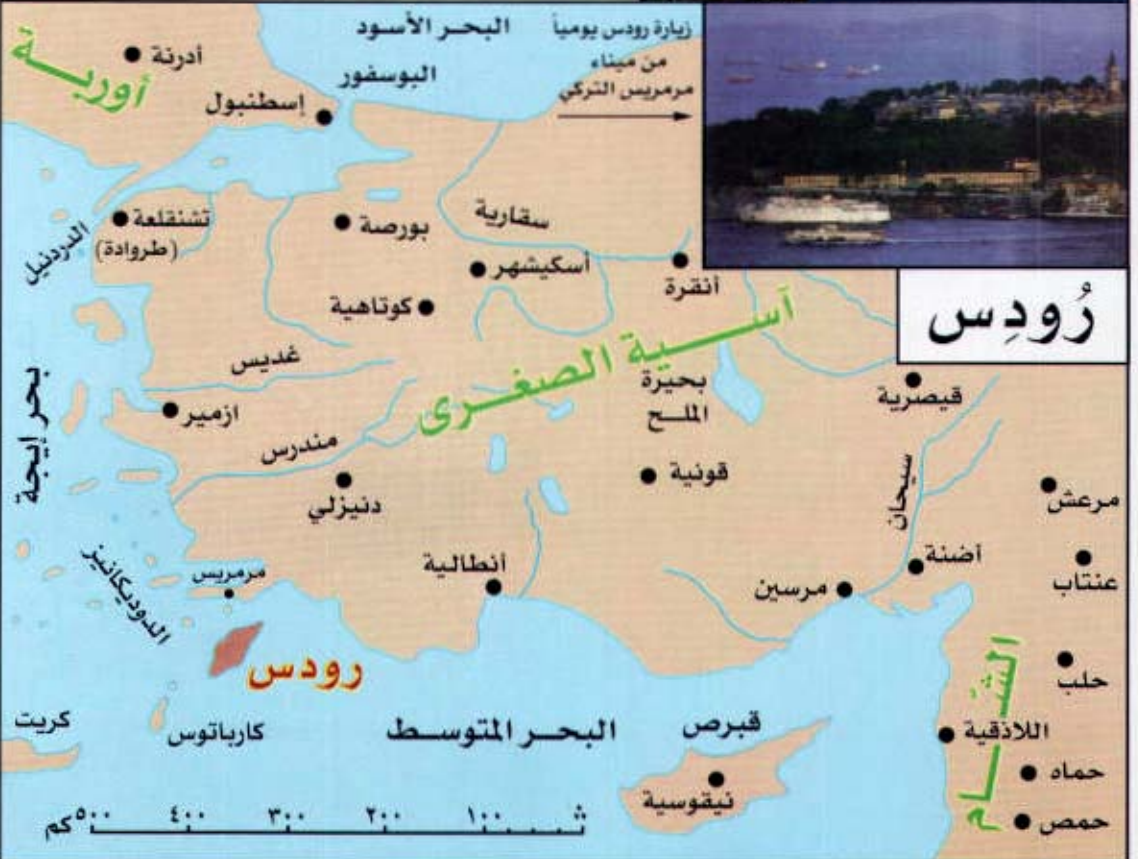 البحر الأسود
زيارة رودس يومياً
من ميناء
مرمريس التركي
البوسفور
أدرنة
أوربة
إسطنبول
رُودِس
تشنقلعة
(طروادة)
الدردنيل
بورصة
سقارية
أسكيشهر
أنقرة
كوتاهية
آسية الصغرى
غديس
بحيرة
الملح
قيصرية
بحر إيجة
ازمير
مندرس
دنيزلي
قونية
سيحان
مرعش
الدوديكانيز
مرمريس
أنطالية
مرسين
أضنة
عنتاب
رودس
الشام
حلب
كريت
كارباتوس
البحر المتوسط
قبرص
اللاذقية
نيقوسية
حماه
حمص
٥٠٠ ٤٠٠ ٣٠٠ ٢٠٠ ١٠٠
كم
ش